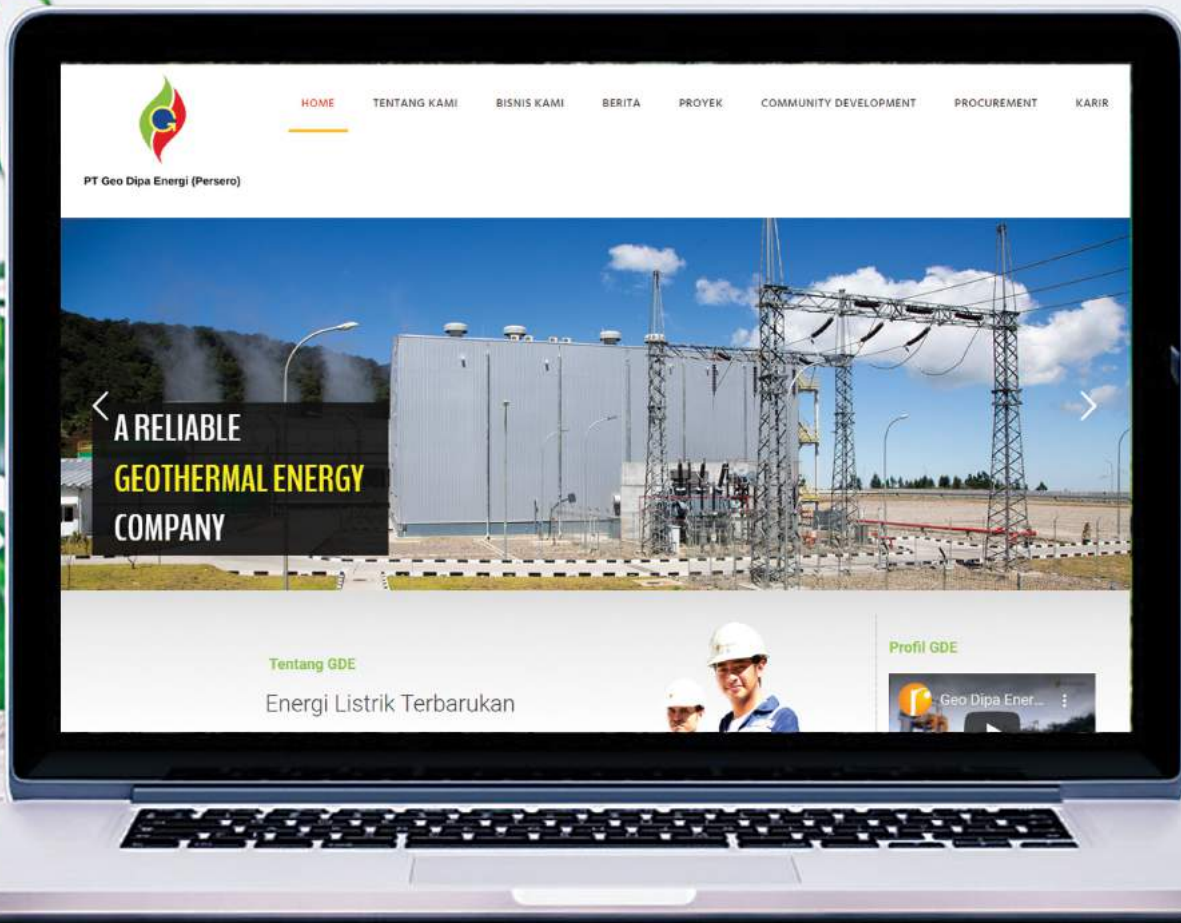 HOME
TENTANG KAMI
BISNIS KAMI
BERITA
PROYEK
COMMUNITY DEVELOPMENT
PROCUREMENT
KARIR
PT Geo Dipa Energi (Persero)
A RELIABLE
GEOTHERMAL ENERGY
COMPANY
Tentang GDE
Energi Listrik Terbarukan
Profil GDE
Geo Dipa Ener...